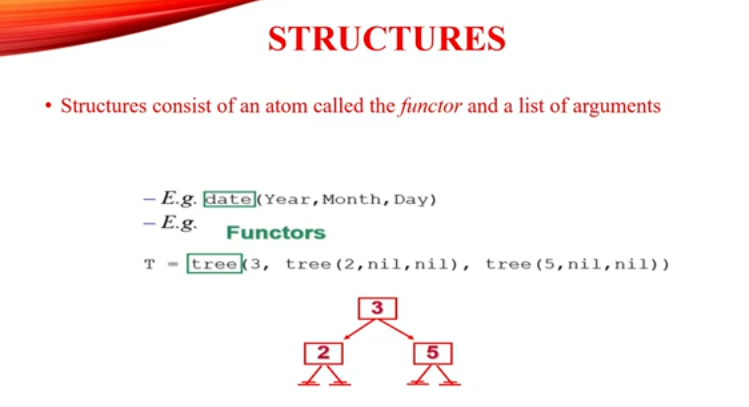 STRUCTURES
• Structures consist of an atom called the functor and a list of arguments
– E.g. date(Year,Month,Day)
– E.g.
Functors
T = tree(3, tree(2,nil,nil), tree(5,nil,nil))
3
2 5